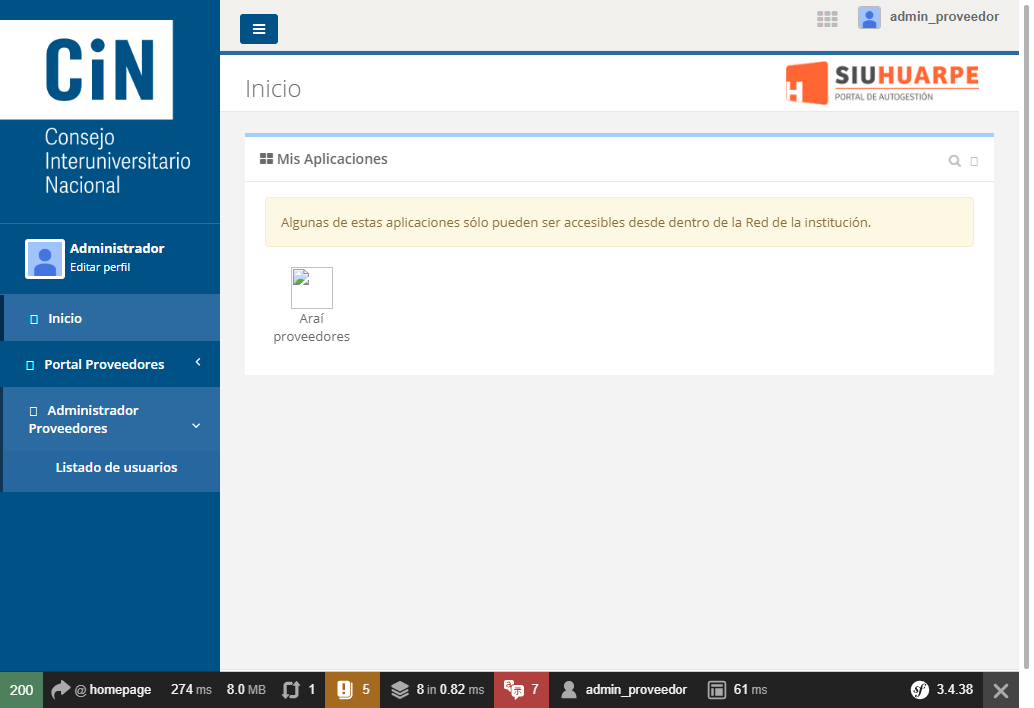 CiN
Consejo
Interuniversitario
Nacional
admin_proveedor
Inicio
SIUHUARPE
PORTAL DE AUTOGESTIÓN
Mis Aplicaciones
Algunas de estas aplicaciones sólo pueden ser accesibles desde dentro de la Red de la institución.
Araí
proveedores
Administrador
Editar perfil
Inicio
Portal Proveedores
Administrador
Proveedores
Listado de usuarios
200 @ homepage 274 ms 8.0 MB 1 5 8 in 0.82 ms 7 admin_proveedor 61 ms sf 3.4.38